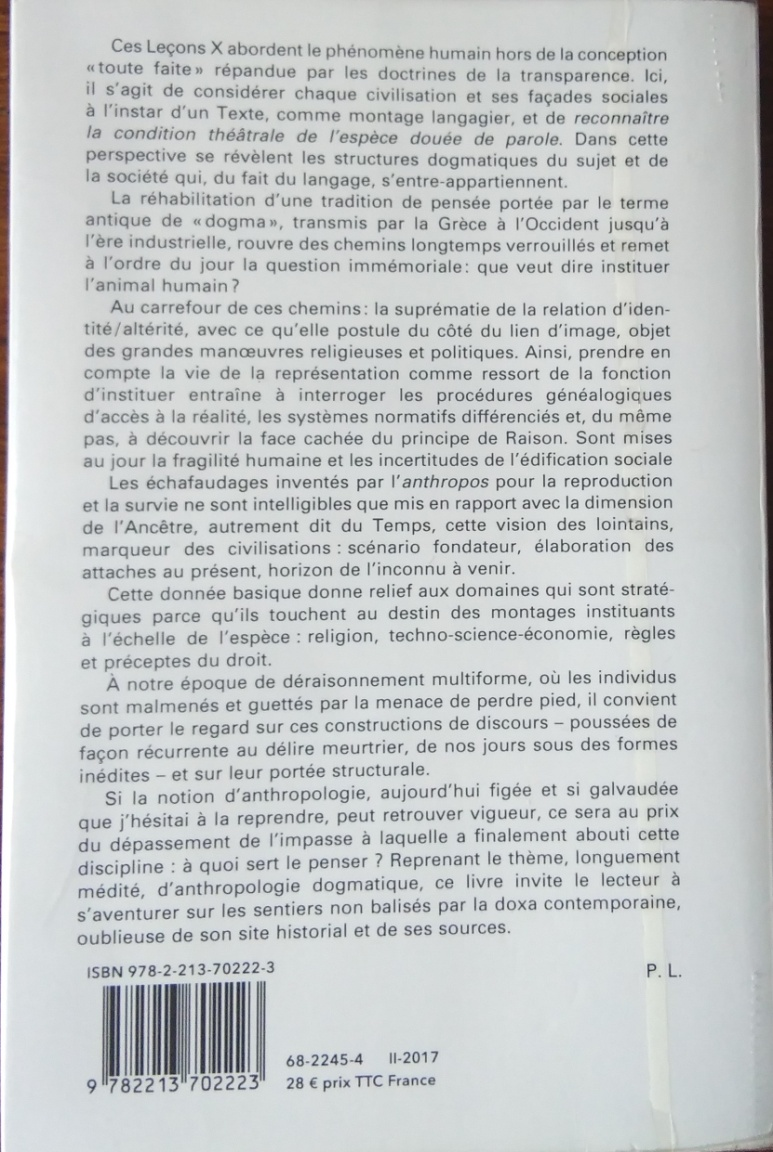 Ces Leçons X abordent le phénomène humain hors de la conception
«toute faite» répandue par les doctrines de la transparence. Ici,
il s'agit de considérer chaque civilisation et ses façades sociales
à l'instar d'un Texte, comme montage langagier, et de reconnaître
la condition théâtrale de l'espèce douée de parole. Dans cette
perspective se révèlent les structures dogmatiques du sujet et de
la société qui, du fait du langage, s'entre-appartiennent.
La réhabilitation d'une tradition de pensée portée par le terme
antique de «dogma», transmis par la Grèce à l'Occident jusqu'à
l'ère industrielle, rouvre des chemins longtemps verrouillés et remet
à l'ordre du jour la question immémoriale: que veut dire instituer
l'animal humain?
Au carrefour de ces chemins: la suprématie de la relation d'iden-
tité/altérité, avec ce qu'elle postule du côté du lien d'image, objet
des grandes manœuvres religieuses et politiques. Ainsi, prendre en
compte la vie de la représentation comme ressort de la fonction
d'instituer entraîne à interroger les procédures généalogiques
d'accès à la réalité, les systèmes normatifs différenciés et, du même
pas, à découvrir la face cachée du principe de Raison. Sont mises
au jour la fragilité humaine et les incertitudes de l'édification sociale
Les échafaudages inventés par l'anthropos pour la reproduction
et la survie ne sont intelligibles que mis en rapport avec la dimension
de l'Ancêtre, autrement dit du Temps, cette vision des lointains,
marqueur des civilisations : scénario fondateur, élaboration des
attaches au présent, horizon de l'inconnu à venir.
Cette donnée basique donne relief aux domaines qui sont straté-
giques parce qu'ils touchent au destin des montages instituants
à l'échelle de l'espèce : religion, techno-science-économie, règles
et préceptes du droit.
À notre époque de déraisonnement multiforme, où les individus
sont malmenés et guettés par la menace de perdre pied, il convient
de porter le regard sur ces constructions de discours – poussées de
façon récurrente au délire meurtrier, de nos jours sous des formes
inédites – et sur leur portée structurale.
Si la notion d'anthropologie, aujourd'hui figée et si galvaudée
que j'hésitai à la reprendre, peut retrouver vigueur, ce sera au prix
du dépassement de l'impasse à laquelle a finalement abouti cette
discipline : à quoi sert le penser ? Reprenant le thème, longuement
médité, d'anthropologie dogmatique, ce livre invite le lecteur à
s'aventurer sur les sentiers non balisés par la doxa contemporaine,
oublieuse de son site historial et de ses sources.
ISBN 978-2-213-70222-3
P. L.
68-2245-4 II-2017
9 782213 702223
28 € prix TTC France